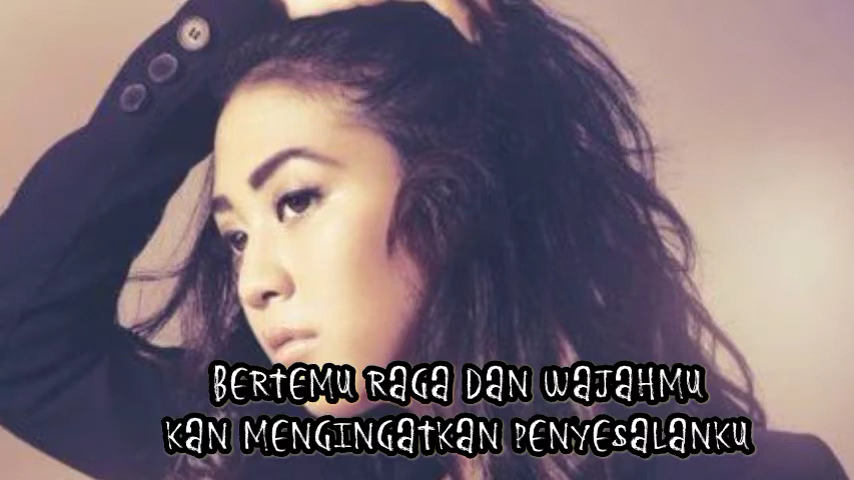 BERTEMU RAGA DAN WAJAHMU
KAN MENGINGATKAN PENYESALANKU